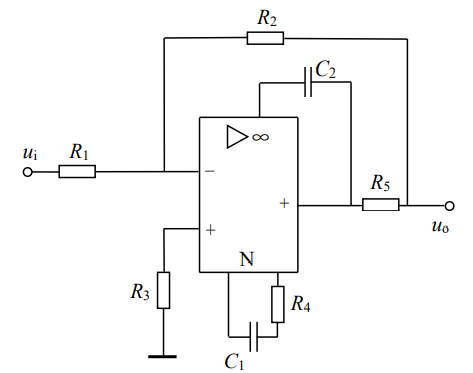 R2
C2
▷ ∞
ui
R1
−
R5
+
uo
+
N
R3
R4
C1